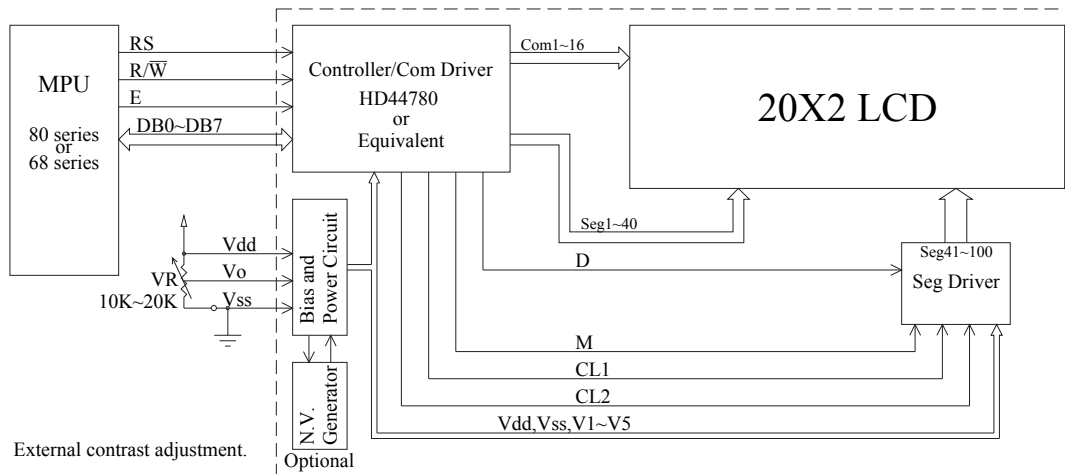 MPU
80 series
or
68 series
RS
R/W̅
E
DB0~DB7
Controller/Com Driver
HD44780
or
Equivalent
Com1~16
20X2 LCD
Seg1~40
Seg41~100
Seg Driver
D
M
CL1
CL2
Vdd,Vss,V1~V5
Vdd
Vo
Vss
VR
10K~20K
Bias and
Power Circuit
N.V.
Generator
Optional
External contrast adjustment.